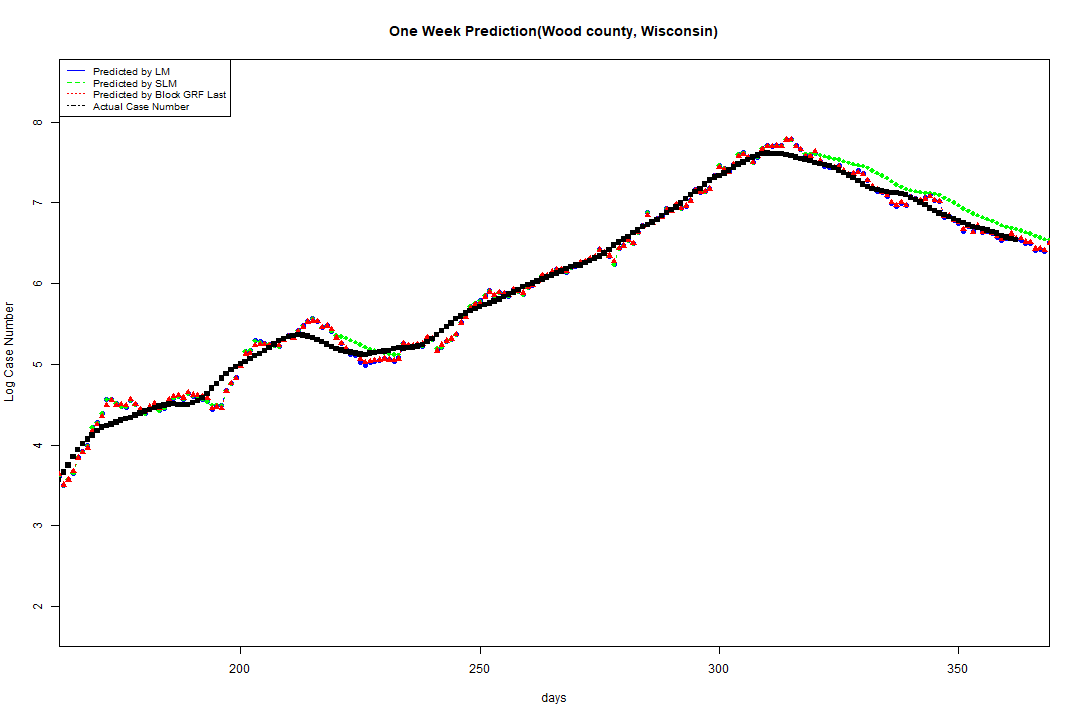 One Week Prediction(Wood county, Wisconsin)
Predicted by LM
Predicted by SLM
Predicted by Block GRF Last
Actual Case Number
8
7
6
5
4
3
2
Log Case Number
200 250 300 350
days